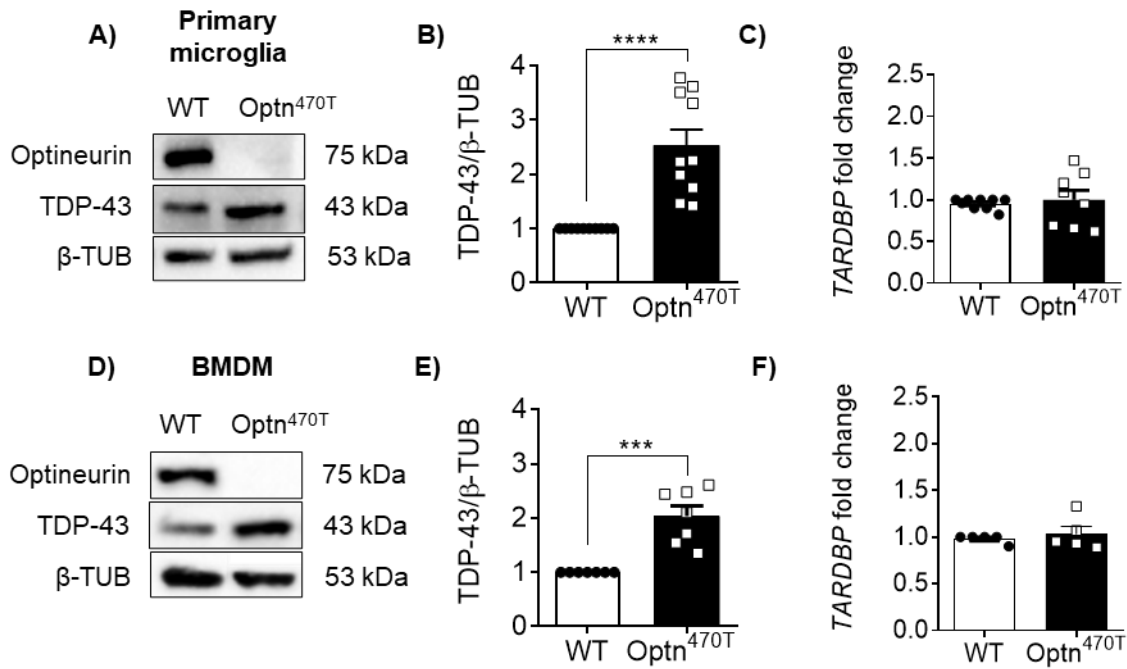 A)
Primary
microglia
WT Optn470T
Optineurin 75 kDa
TDP-43 43 kDa
β-TUB 53 kDa
B)
****
TDP-43/β-TUB
4
3
2
1
0
WT Optn470T
C)
TARDBP fold change
2.5
2.0
1.5
1.0
0.5
0.0
WT Optn470T
D)
BMDM
WT Optn470T
Optineurin 75 kDa
TDP-43 43 kDa
β-TUB 53 kDa
E)
***
TDP-43/β-TUB
4
3
2
1
0
WT Optn470T
F)
TARDBP fold change
2.5
2.0
1.5
1.0
0.5
0.0
WT Optn470T